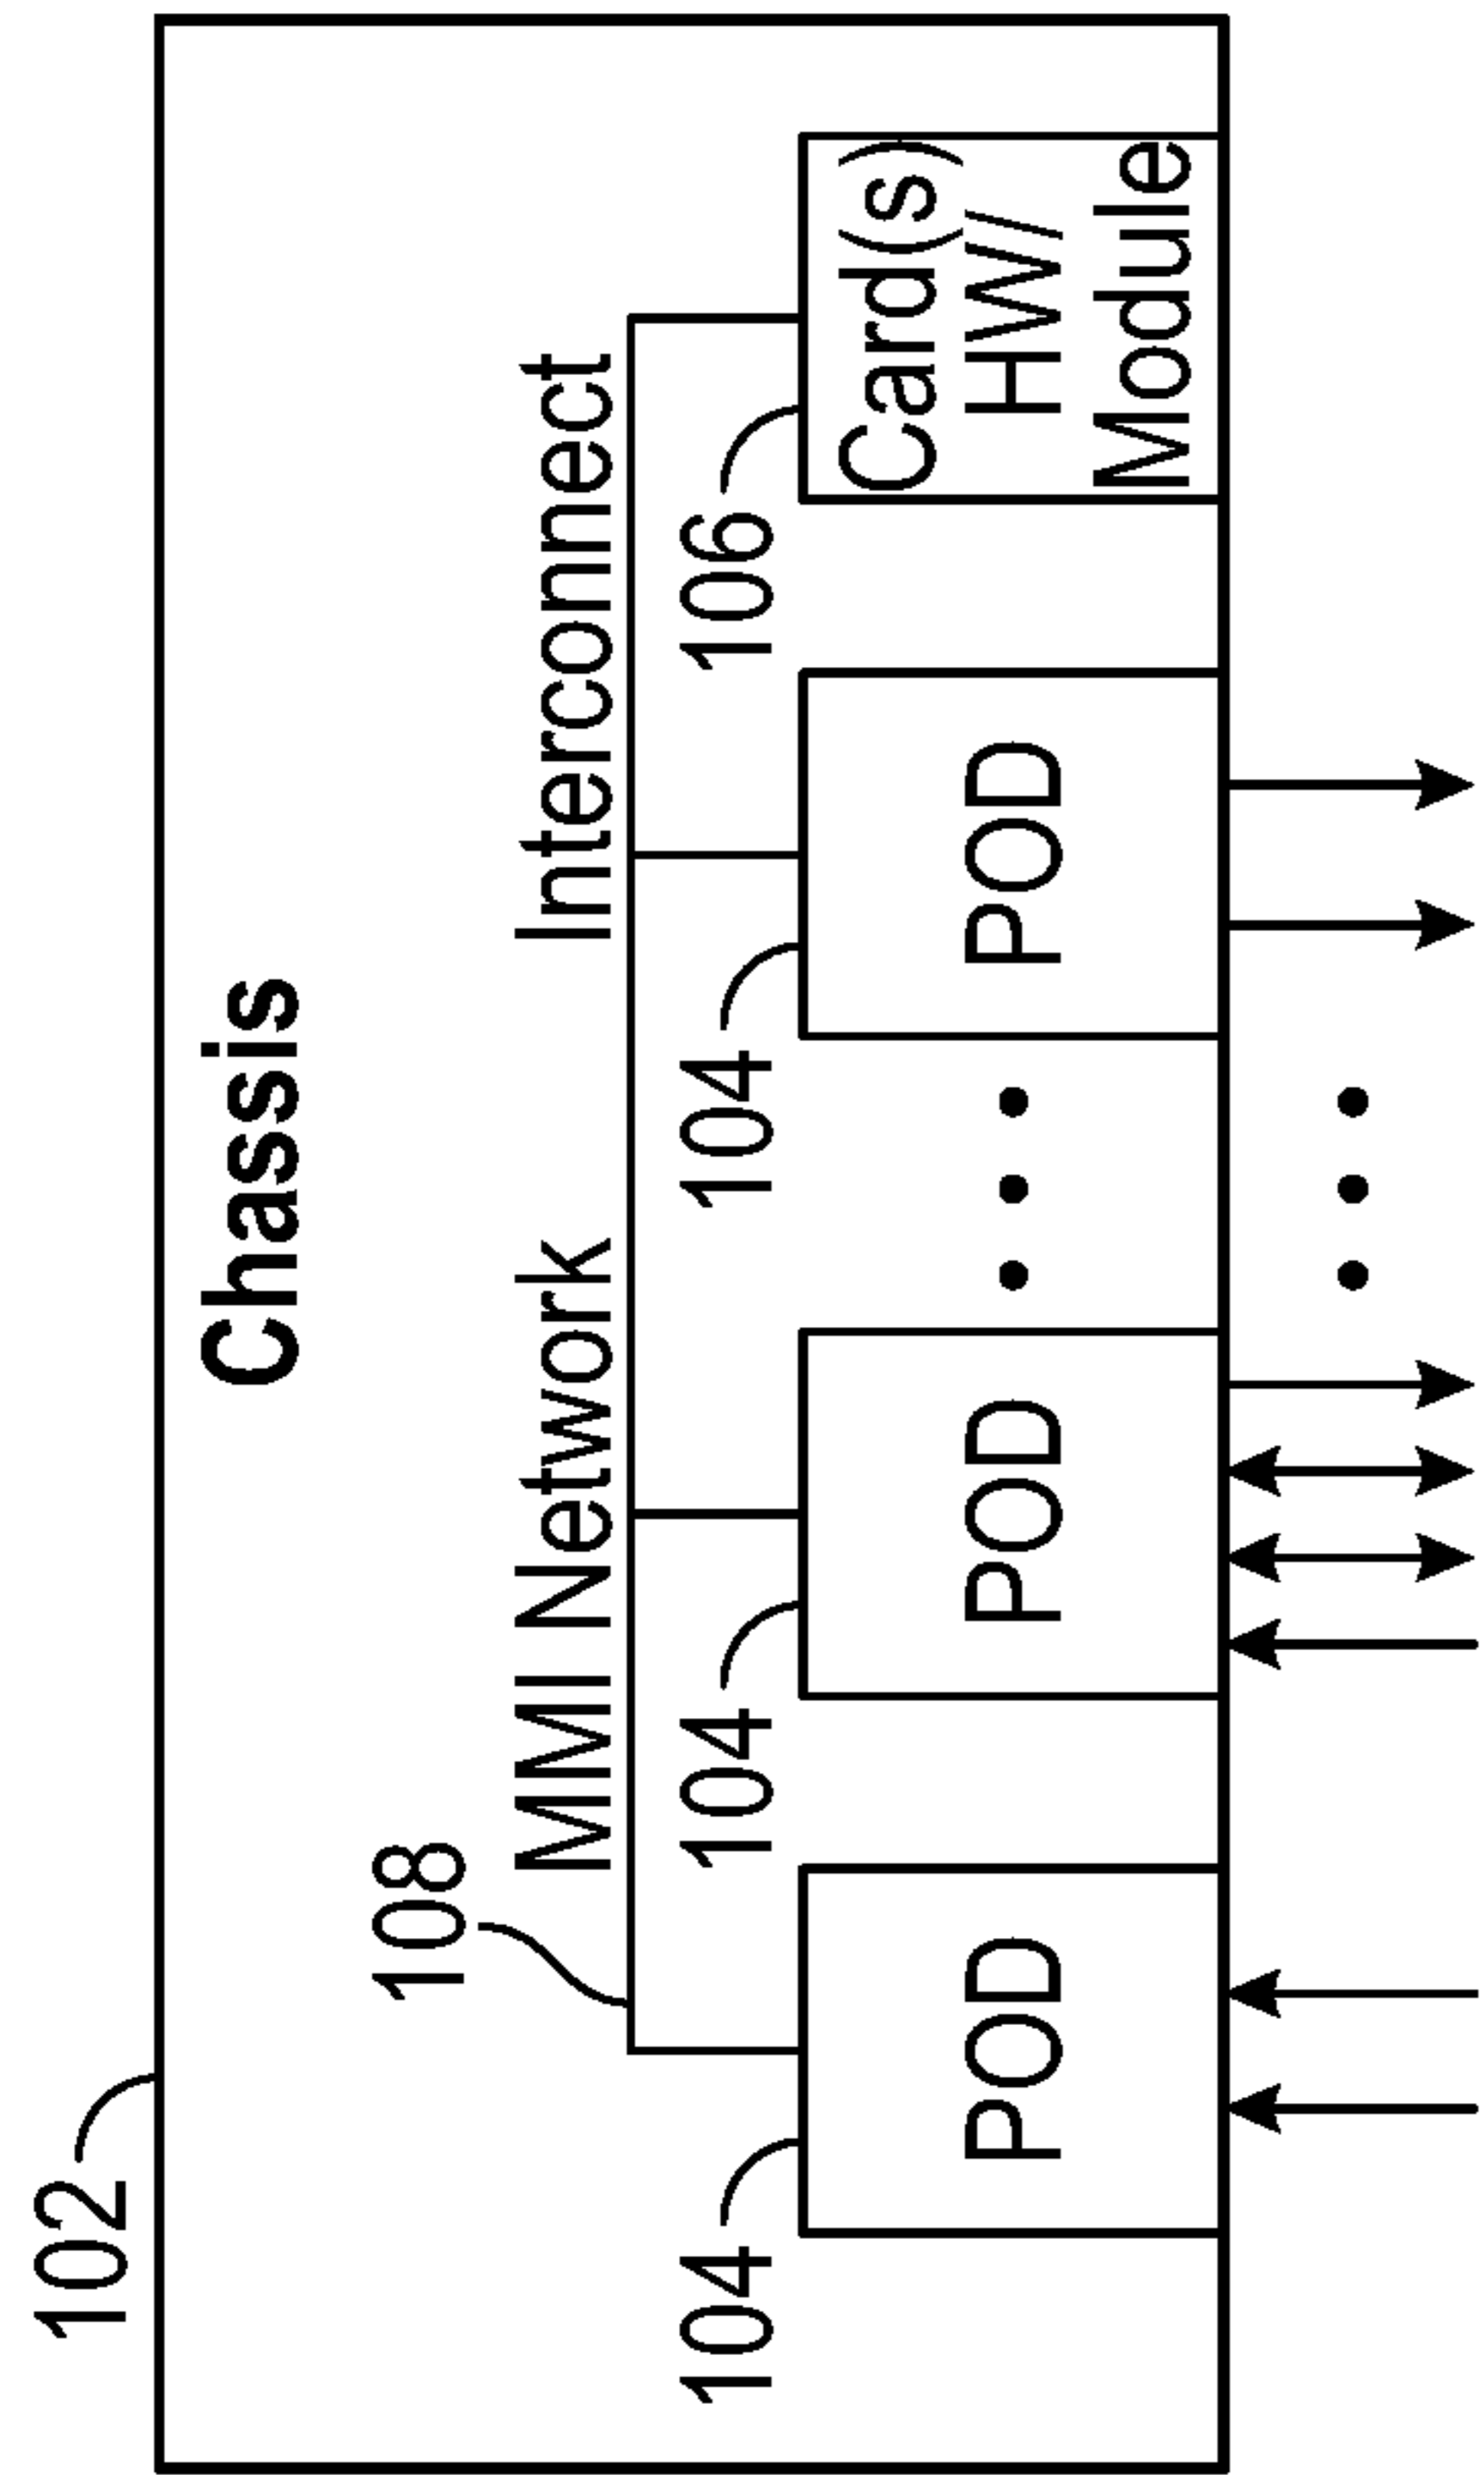 102
Chassis
108
MMI Network Interconnect
104
104
104
106
POD
POD
POD
Card(s)
HW/
Module